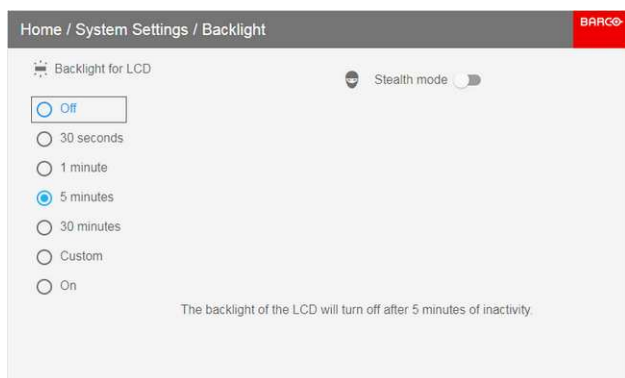 Home / System Settings / Backlight
BARCO
Backlight for LCD
Stealth mode
Off
30 seconds
1 minute
5 minutes
30 minutes
Custom
On
The backlight of the LCD will turn off after 5 minutes of inactivity.